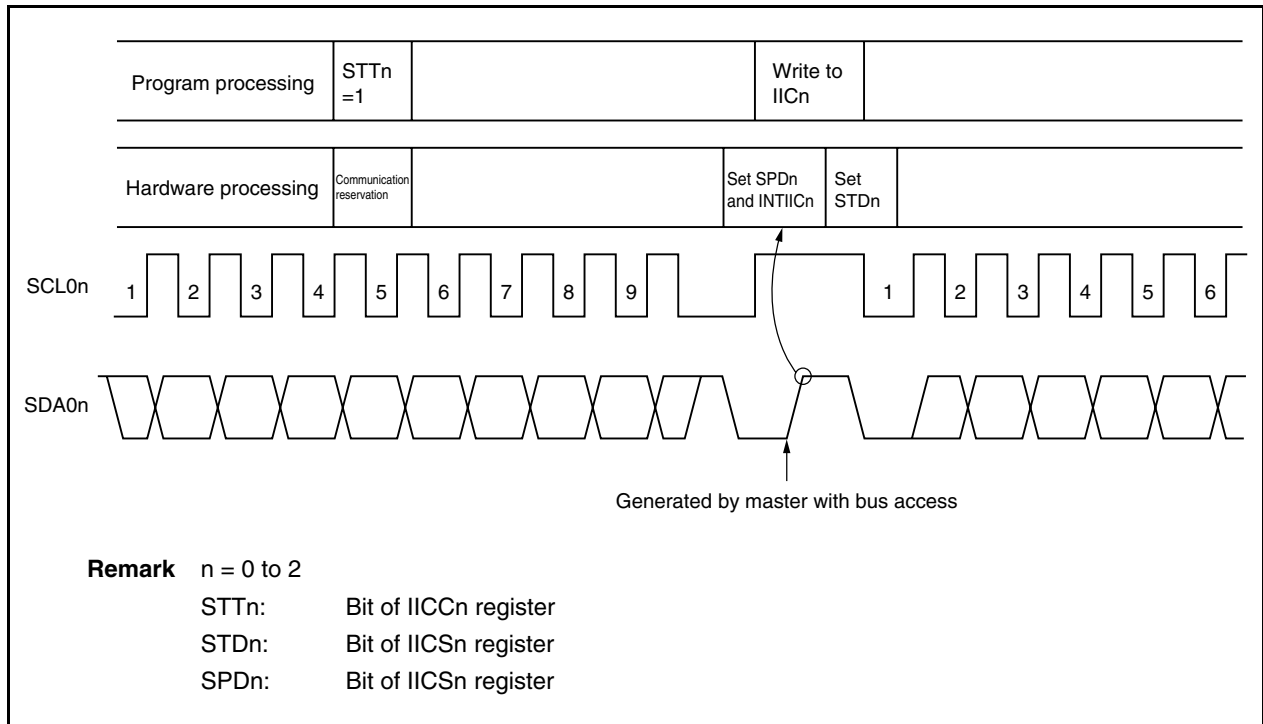 Program processing
STTn
=1
Write to
IICn
Hardware processing
Communication
reservation
Set SPDn
and INTIICn
Set
STDn
SCL0n
1 2 3 4 5 6 7 8 9 1 2 3 4 5 6
SDA0n
Generated by master with bus access
Remark n = 0 to 2
STTn: Bit of IICCn register
STDn: Bit of IICSn register
SPDn: Bit of IICSn register